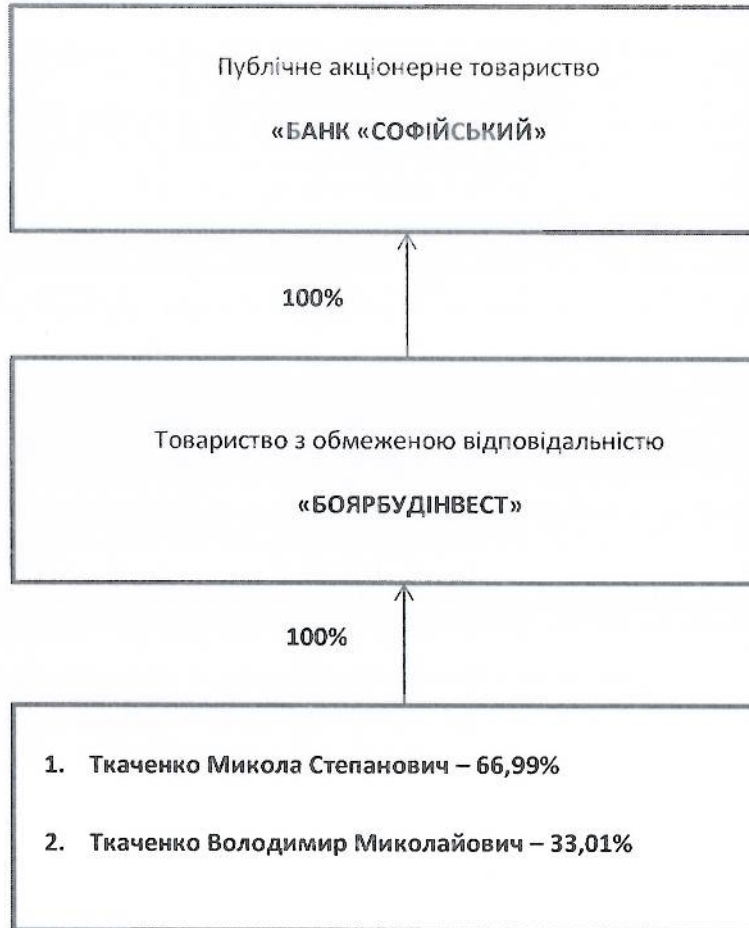 Публічне акціонерне товариство
«БАНК «СОФІЙСЬКИЙ»
100%
Товариство з обмеженою відповідальністю
«БОЯРБУДІНВЕСТ»
100%
1. Ткаченко Микола Степанович – 66,99%
2. Ткаченко Володимир Миколайович – 33,01%